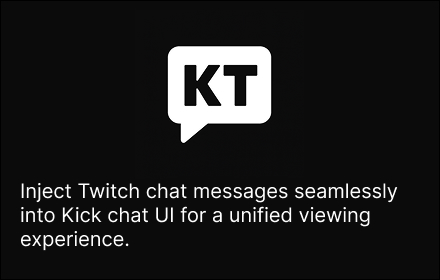 KT
Inject Twitch chat messages seamlessly
into Kick chat UI for a unified viewing
experience.